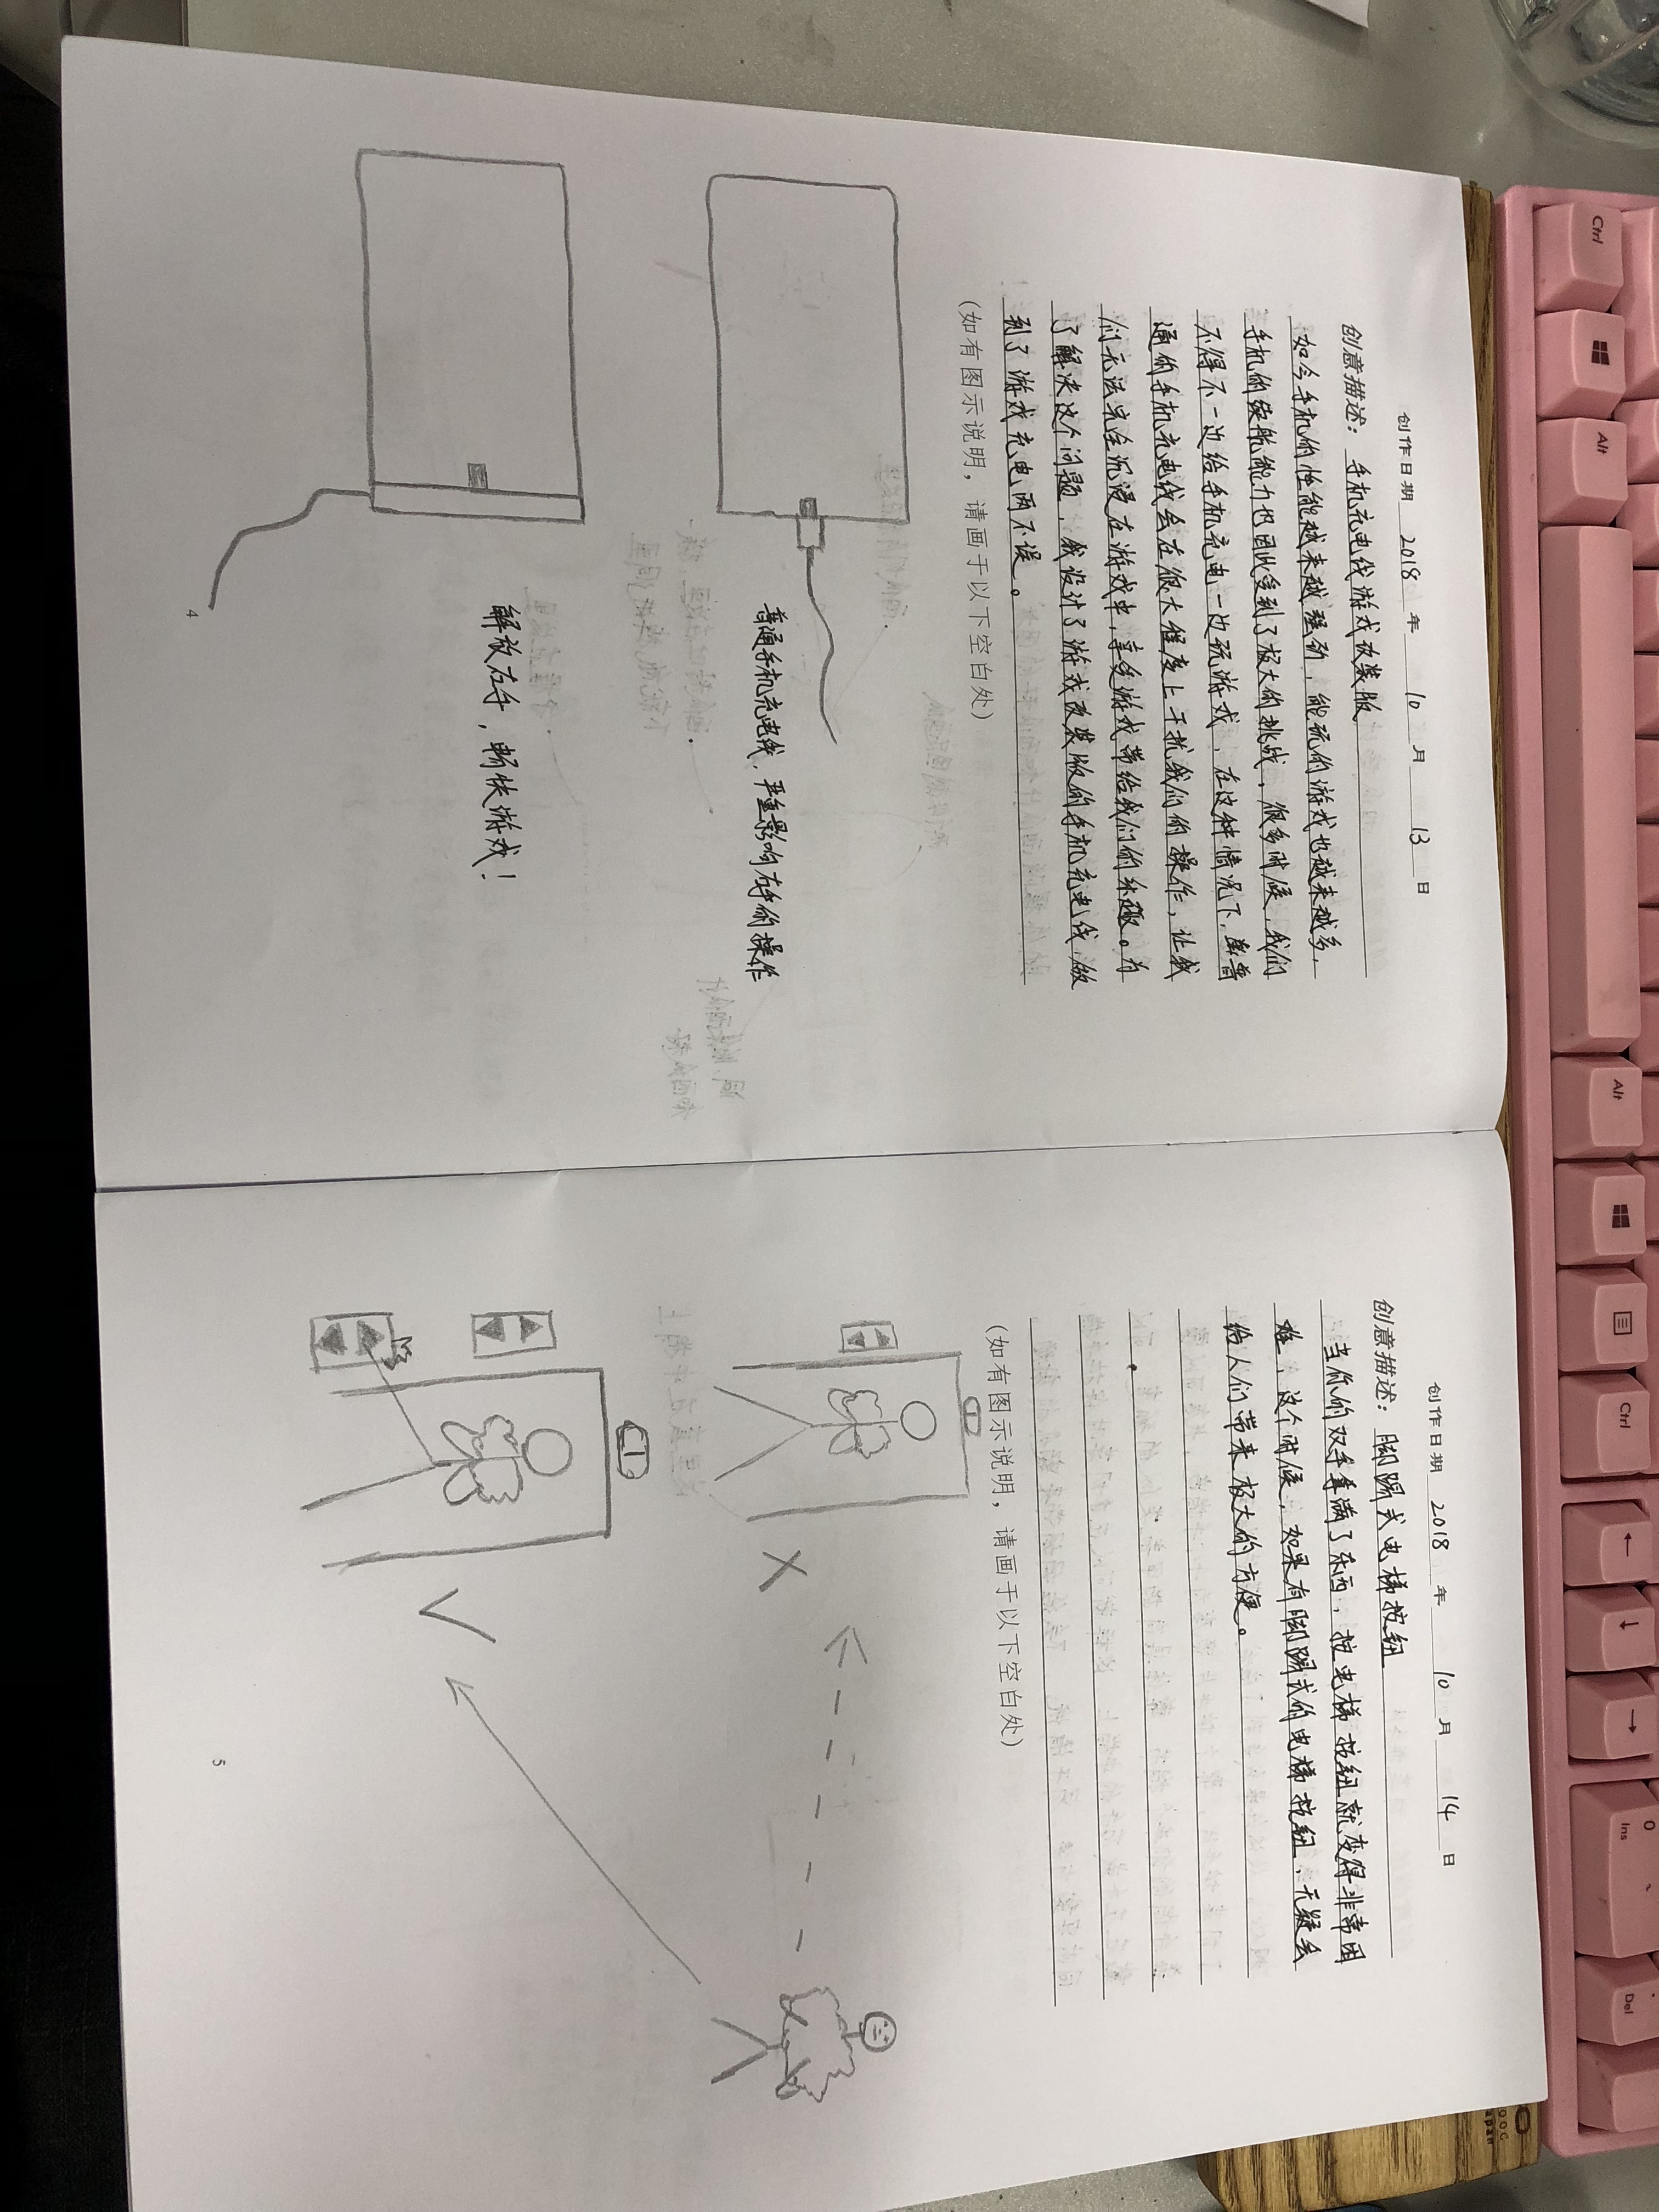 创作日期 2018 年 10 月 13 日
创意描述：手机充电线游戏改装版
如今手机的性能越来越强劲，能玩的游戏也越来越多，
手机的续航能力也因此受到了极大的挑战，很多时候，我们
不得不一边给手机充电一边玩游戏，在这种情况下，普
通的手机充电线会在很大程度上干扰我们的操作，让我
们无法完全沉浸在游戏中，享受游戏带给我们的乐趣。为
了解决这个问题，我设计了游戏改装版的手机充电线，做
到了游戏充电两不误。
(如有图示说明，请画于以下空白处)
普通手机充电线，严重影响右手的操作
解放右手，畅快游戏！
4
创作日期 2018 年 10 月 14 日
创意描述：脚踢式电梯按钮
当你的双手拿满了东西，按电梯按钮就变得非常困
难，这个时候，如果有脚踢式的电梯按钮，无疑会
给人们带来极大的方便。
(如有图示说明，请画于以下空白处)
5
Ctrl
Alt
Alt
Ctrl
0
Ins
.
Del